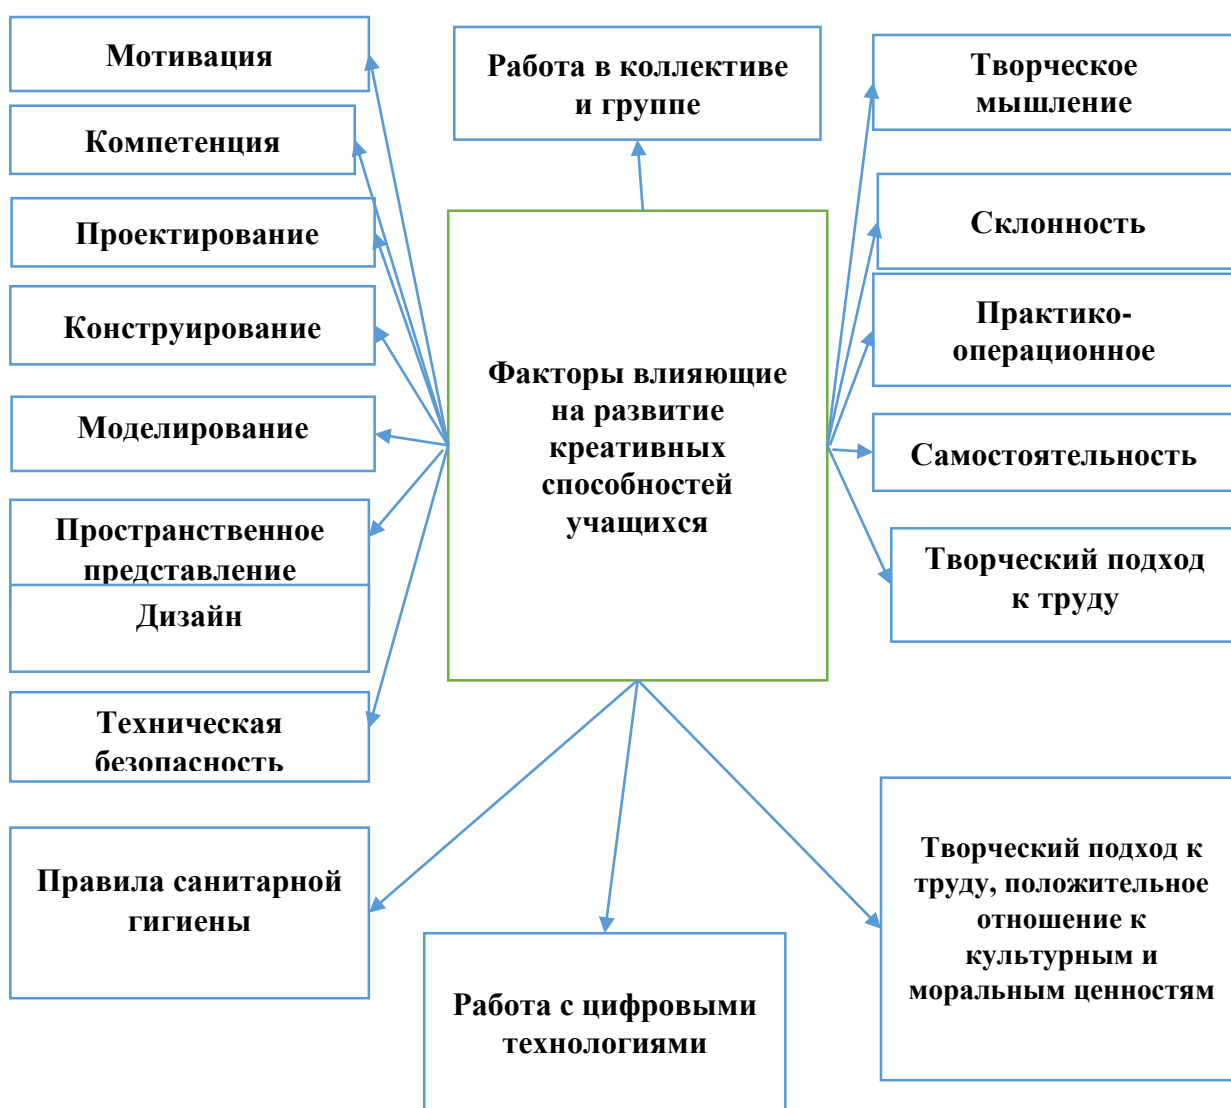 Мотивация
Компетенция
Проектирование
Конструирование
Моделирование
Пространственное
представление
Дизайн
Техническая
безопасность
Правила санитарной
гигиены
Работа в коллективе
и группе
Факторы влияющие
на развитие
креативных
способностей
учащихся
Работа с цифровыми
технологиями
Творческое
мышление
Склонность
Практико-
операционное
Самостоятельность
Творческий подход
к труду
Творческий подход к
труду, положительное
отношение к
культурным и
моральным ценностям